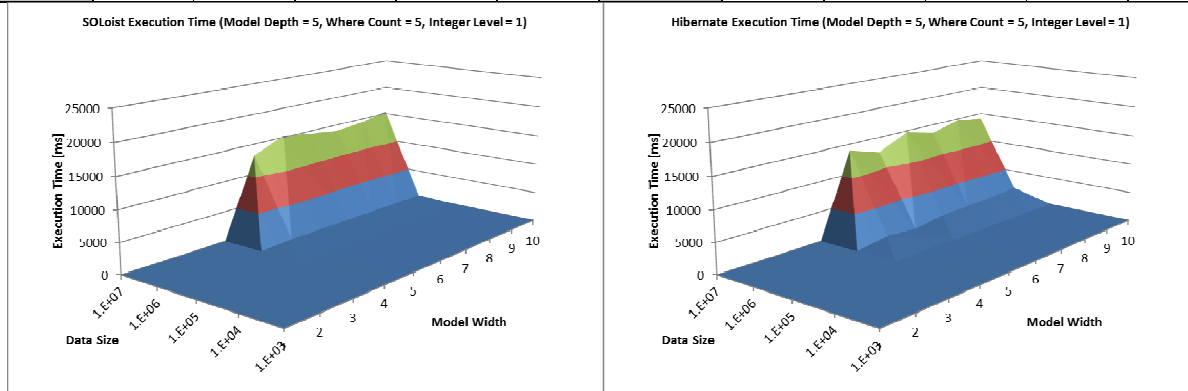 SOLoist Execution Time (Model Depth = 5, Where Count = 5, Integer Level = 1)
25000
20000
15000
10000
5000
0
Execution Time [ms]
1.E+07
1.E+06
1.E+05
1.E+04
1.E+03
Data Size
2
3
4
5
6
7
8
9
10
Model Width
Hibernate Execution Time (Model Depth = 5, Where Count = 5, Integer Level = 1)
25000
20000
15000
10000
5000
0
Execution Time [ms]
1.E+07
1.E+06
1.E+05
1.E+04
1.E+03
Data Size
2
3
4
5
6
7
8
9
10
Model Width